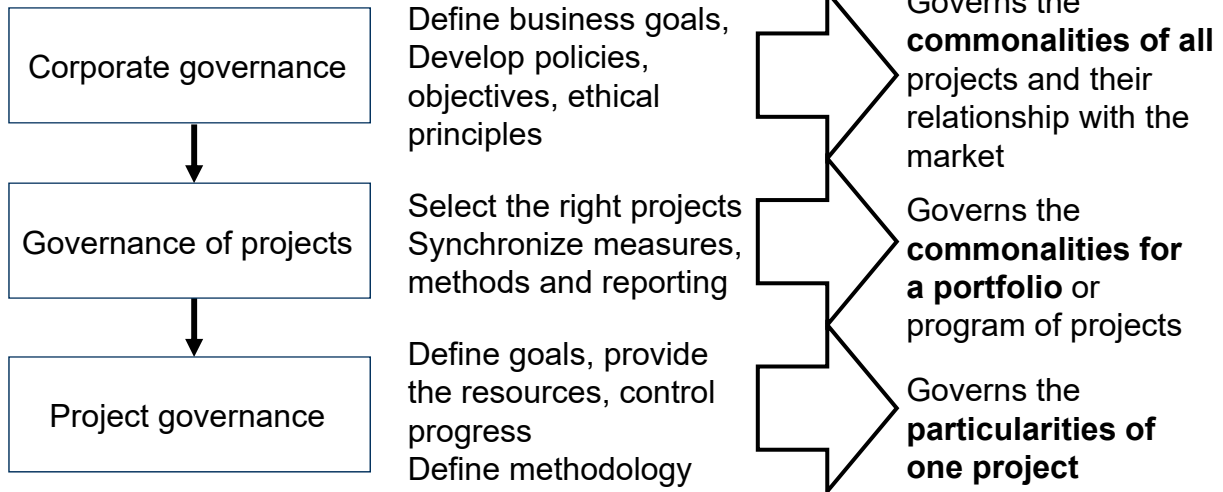 Corporate governance
Define business goals,
Develop policies,
objectives, ethical
principles
Governs the
commonalities of all
projects and their
relationship with the
market
Governance of projects
Select the right projects
Synchronize measures,
methods and reporting
Governs the
commonalities for
a portfolio or
program of projects
Project governance
Define goals, provide
the resources, control
progress
Define methodology
Governs the
particularities of
one project